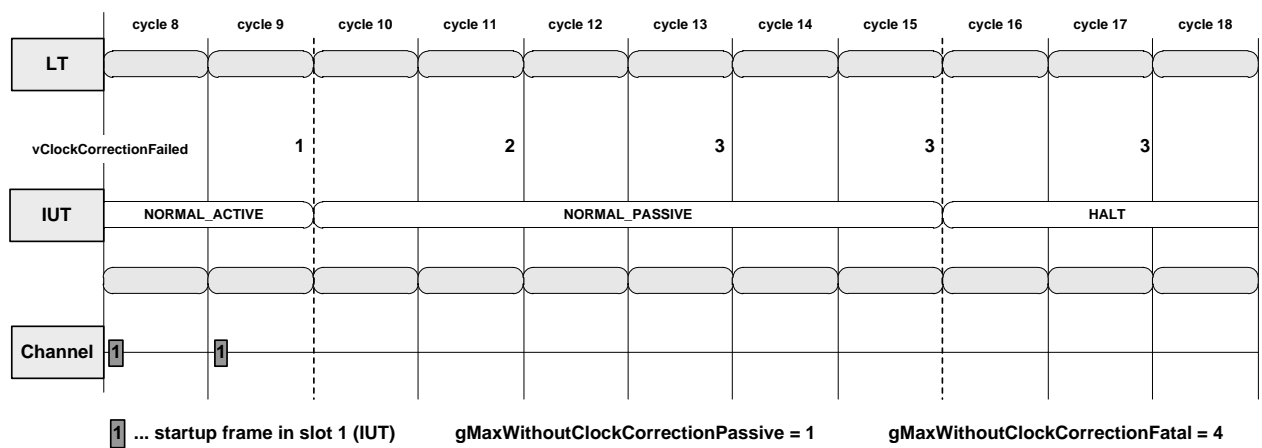 cycle 8 cycle 9 cycle 10 cycle 11 cycle 12 cycle 13 cycle 14 cycle 15 cycle 16 cycle 17 cycle 18
LT
vClockCorrectionFailed 1 2 3 3 3
IUT NORMAL_ACTIVE NORMAL_PASSIVE HALT
Channel 1 1
1 ... startup frame in slot 1 (IUT) gMaxWithoutClockCorrectionPassive = 1 gMaxWithoutClockCorrectionFatal = 4